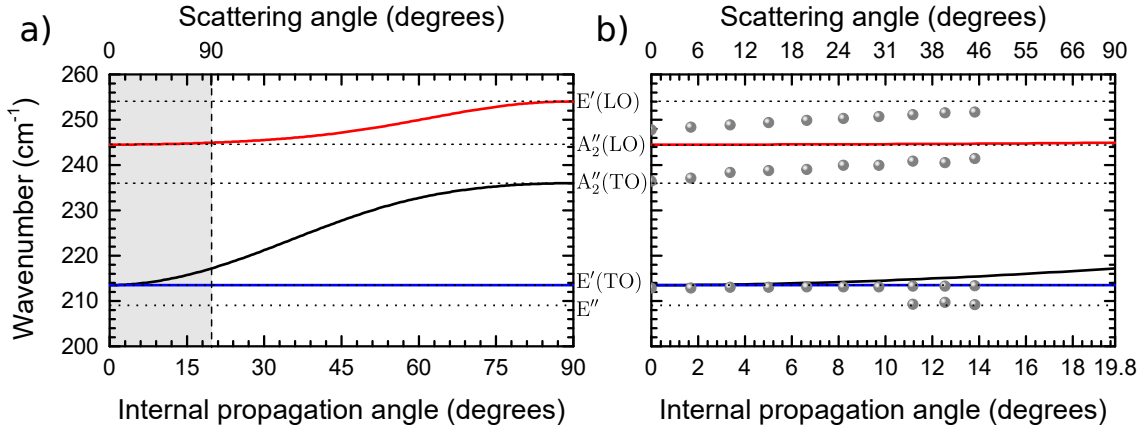 a)
Scattering angle (degrees)
0 90
Wavenumber (cm⁻¹)
260
250
240
230
220
210
200
0 15 30 45 60 75 90
Internal propagation angle (degrees)
E′(LO)
A₂″(LO)
A₂″(TO)
E′(TO)
E″
b)
Scattering angle (degrees)
0 6 12 18 24 31 38 46 55 66 90
0 2 4 6 8 10 12 14 16 18 19.8
Internal propagation angle (degrees)